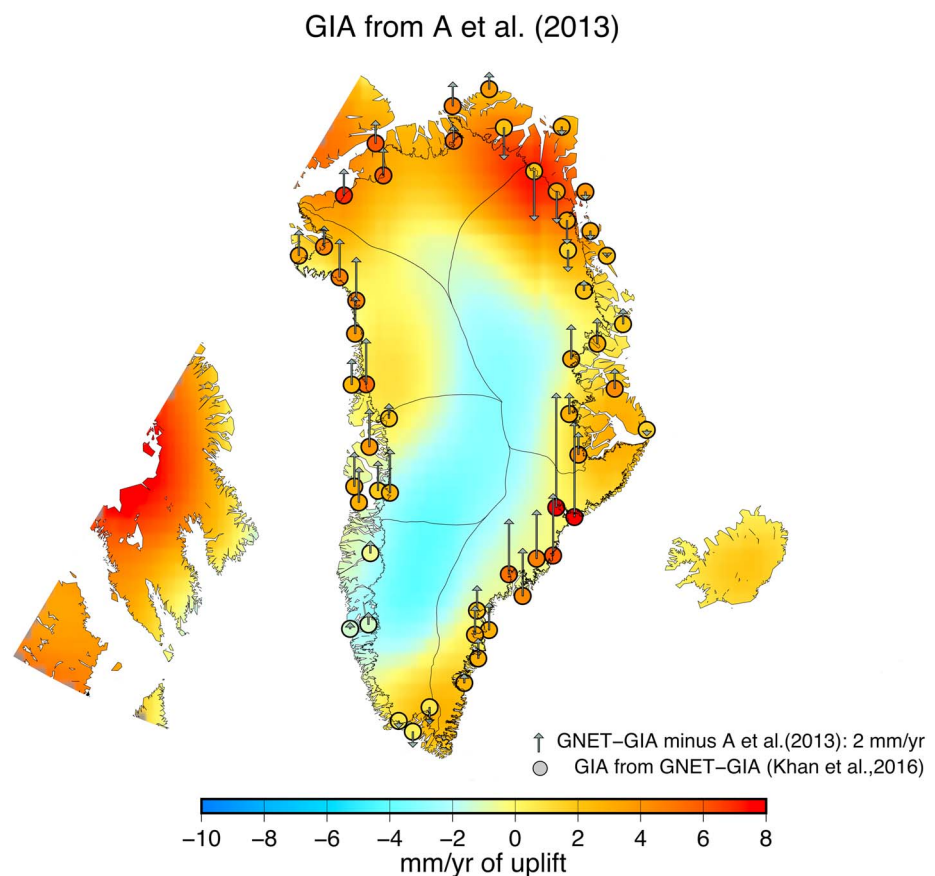 GIA from A et al. (2013)
GNET−GIA minus A et al.(2013): 2 mm/yr
GIA from GNET−GIA (Khan et al.,2016)
−10 −8 −6 −4 −2 0 2 4 6 8
mm/yr of uplift